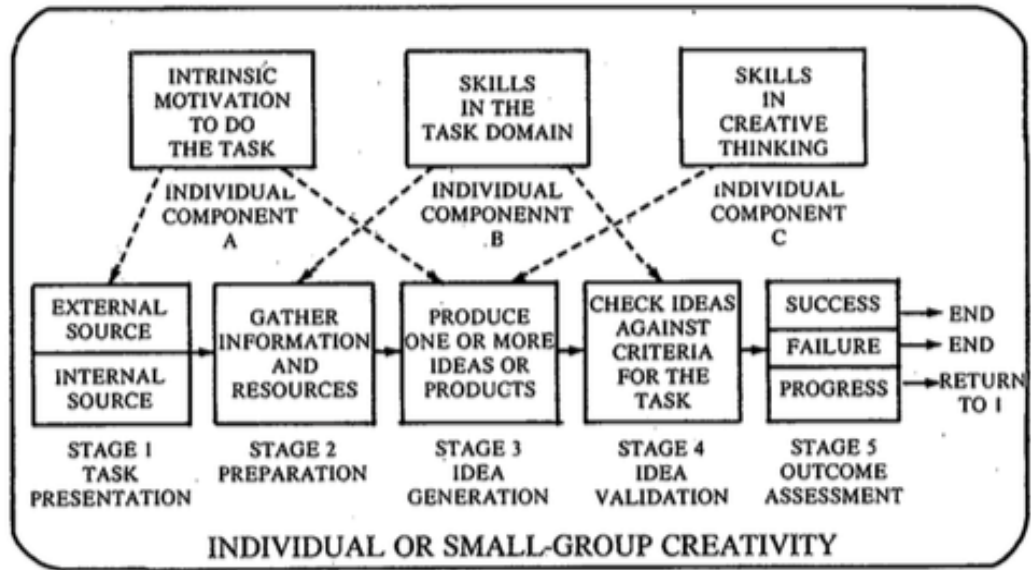 INTRINSIC
MOTIVATION
TO DO
THE TASK
SKILLS
IN THE
TASK DOMAIN
SKILLS
IN
CREATIVE
THINKING
INDIVIDUAL
COMPONENT
A
INDIVIDUAL
COMPONENNT
B
INDIVIDUAL
COMPONENT
C
EXTERNAL
SOURCE
INTERNAL
SOURCE
GATHER
INFORMATION
AND
RESOURCES
PRODUCE
ONE OR MORE
IDEAS OR
PRODUCTS
CHECK IDEAS
AGAINST
CRITERIA
FOR THE
TASK
SUCCESS
FAILURE
PROGRESS
END
END
RETURN
TO 1
STAGE 1
TASK
PRESENTATION
STAGE 2
PREPARATION
STAGE 3
IDEA
GENERATION
STAGE 4
IDEA
VALIDATION
STAGE 5
OUTCOME
ASSESSMENT
INDIVIDUAL OR SMALL-GROUP CREATIVITY